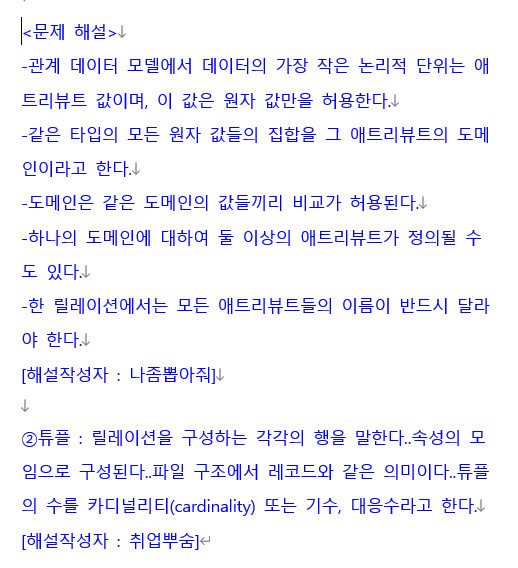 <문제 해설>↓
-관계 데이터 모델에서 데이터의 가장 작은 논리적 단위는 애
트리뷰트 값이며, 이 값은 원자 값만을 허용한다.↓
-같은 타입의 모든 원자 값들의 집합을 그 애트리뷰트의 도메
인이라고 한다.↓
-도메인은 같은 도메인의 값들끼리 비교가 허용된다.↓
-하나의 도메인에 대하여 둘 이상의 애트리뷰트가 정의될 수
도 있다.↓
-한 릴레이션에서는 모든 애트리뷰트들의 이름이 반드시 달라
야 한다.↓
[해설작성자 : 나좀뽑아줘]↓
↓
②튜플 : 릴레이션을 구성하는 각각의 행을 말한다..속성의 모
임으로 구성된다..파일 구조에서 레코드와 같은 의미이다..튜플
의 수를 카디널리티(cardinality) 또는 기수, 대응수라고 한다.↓
[해설작성자 : 취업뿌숨]↵